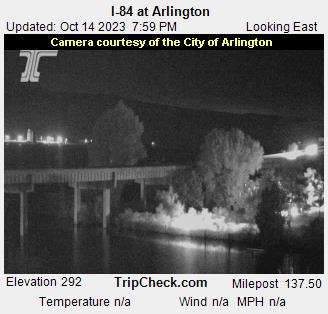 I-84 at Arlington
Updated: Oct 14 2023 7:59 PM Looking East
Camera courtesy of the City of Arlington
Elevation 292 TripCheck.com Milepost 137.50
Temperature n/a Wind n/a MPH n/a